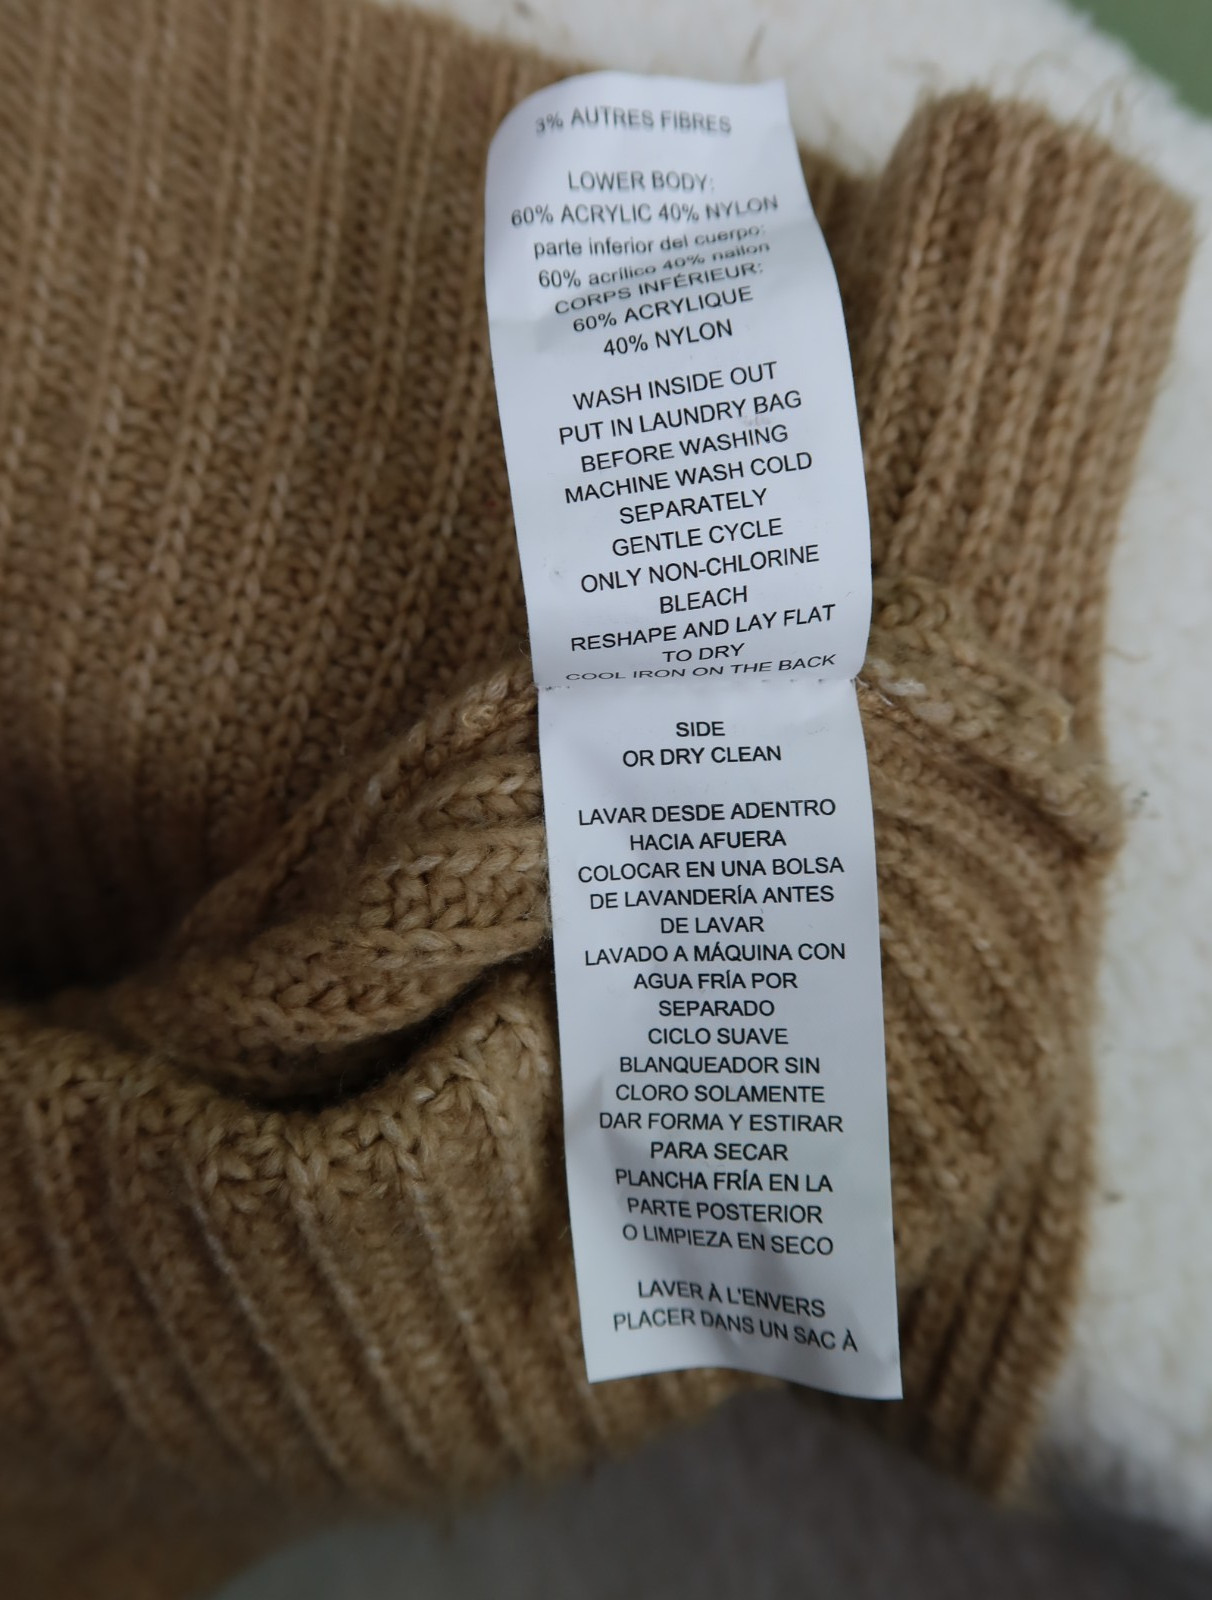 3% AUTRES FIBRES
LOWER BODY:
60% ACRYLIC 40% NYLON
parte inferior del cuerpo:
60% acrílico 40% nailon
CORPS INFÉRIEUR:
60% ACRYLIQUE
40% NYLON
WASH INSIDE OUT
PUT IN LAUNDRY BAG
BEFORE WASHING
MACHINE WASH COLD
SEPARATELY
GENTLE CYCLE
ONLY NON-CHLORINE
BLEACH
RESHAPE AND LAY FLAT
TO DRY
COOL IRON ON THE BACK
SIDE
OR DRY CLEAN
LAVAR DESDE ADENTRO
HACIA AFUERA
COLOCAR EN UNA BOLSA
DE LAVANDERÍA ANTES
DE LAVAR
LAVADO A MÁQUINA CON
AGUA FRÍA POR
SEPARADO
CICLO SUAVE
BLANQUEADOR SIN
CLORO SOLAMENTE
DAR FORMA Y ESTIRAR
PARA SECAR
PLANCHA FRÍA EN LA
PARTE POSTERIOR
O LIMPIEZA EN SECO
LAVER À L'ENVERS
PLACER DANS UN SAC À